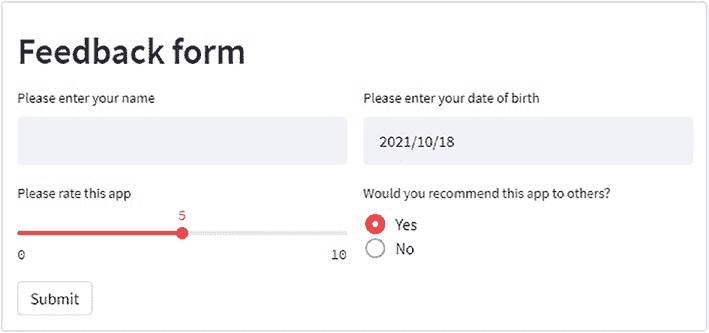 Feedback form
Please enter your name
Please enter your date of birth
2021/10/18
Please rate this app
Would you recommend this app to others?
5
Yes
0
10
No
Submit